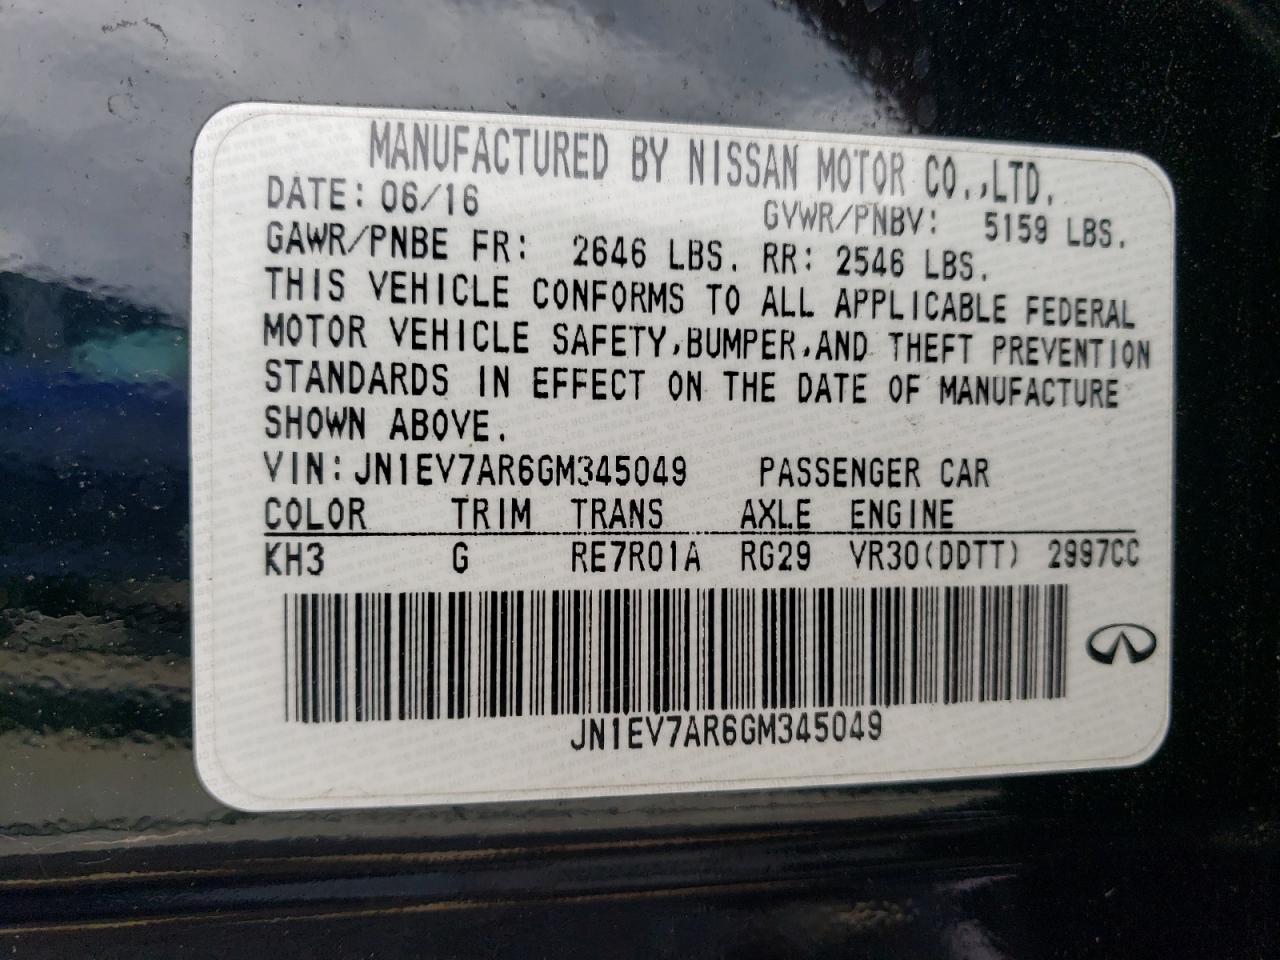 MANUFACTURED BY NISSAN MOTOR CO.,LTD.
DATE: 06/16 GVWR/PNBV: 5159 LBS.
GAWR/PNBE FR: 2646 LBS. RR: 2546 LBS.
THIS VEHICLE CONFORMS TO ALL APPLICABLE FEDERAL
MOTOR VEHICLE SAFETY,BUMPER,AND THEFT PREVENTION
STANDARDS IN EFFECT ON THE DATE OF MANUFACTURE
SHOWN ABOVE.
VIN:JN1EV7AR6GM345049 PASSENGER CAR
COLOR TRIM TRANS AXLE ENGINE
KH3 G RE7R01A RG29 VR30(DDTT) 2997CC
JN1EV7AR6GM345049